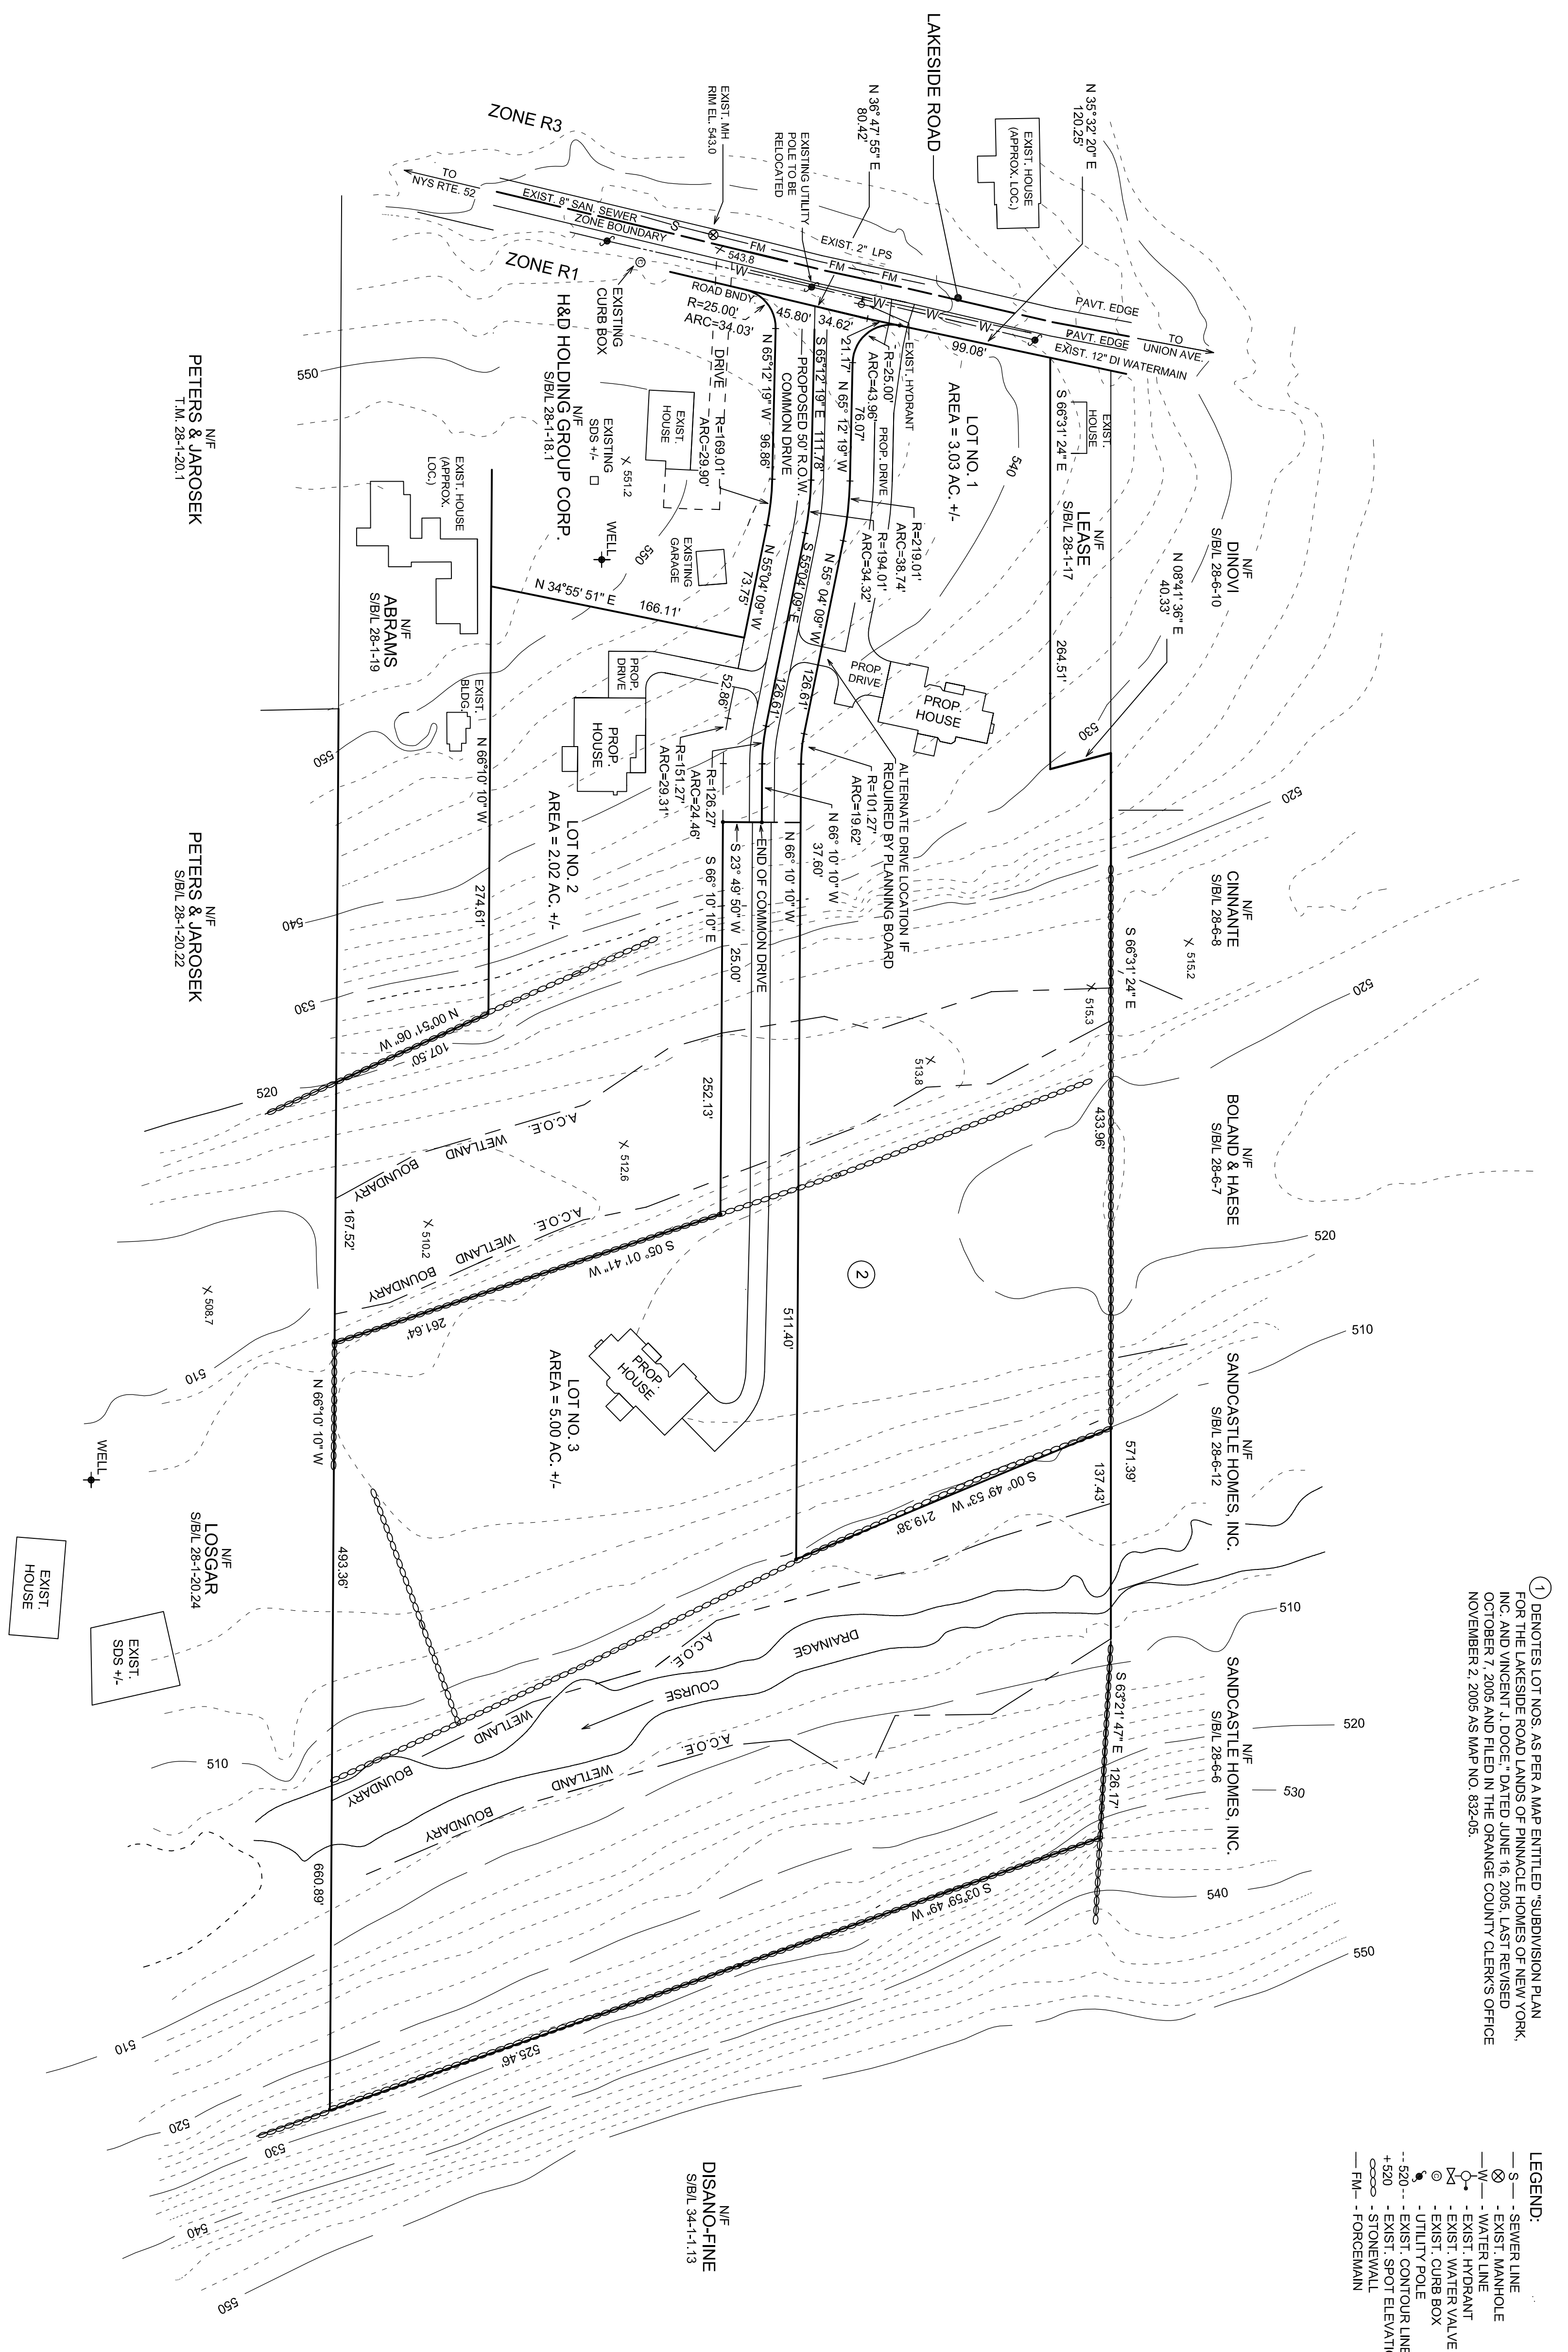 1 DENOTES LOT NOS. AS PER A MAP ENTITLED "SUBDIVISION PLAN
FOR THE LAKESIDE ROAD LANDS OF PINNACLE HOMES OF NEW YORK,
INC. AND VINCENT J. DOCE," DATED JUNE 16, 2005, LAST REVISED
OCTOBER 7, 2005 AND FILED IN THE ORANGE COUNTY CLERK'S OFFICE
NOVEMBER 2, 2005 AS MAP NO. 832-05.
LEGEND:
S - SEWER LINE
- EXIST. MANHOLE
W - WATER LINE
- EXIST. HYDRANT
- EXIST. WATER VALVE
- EXIST. CURB BOX
- UTILITY POLE
--520-- - EXIST. CONTOUR LINE
+520 - EXIST. SPOT ELEVATI
- STONEWALL
FM - FORCEMAIN
LAKESIDE ROAD
N 35°32' 20" E
120.25'
N 36° 47' 55" E
80.42'
EXIST. HOUSE
(APPROX. LOC.)
EXISTING UTILITY
POLE TO BE
RELOCATED
EXIST. MH
RIM EL. 543.0
ZONE R3
TO
NYS RTE. 52
EXIST. 8" SAN. SEWER
S
ZONE BOUNDARY
ZONE R1
FM
FM
FM
EXIST. 2" LPS
543.8
W
W
W
W
PAVT. EDGE
PAVT. EDGE
TO
UNION AVE.
EXIST. 12" DI WATERMAIN
ROAD BNDY.
R=25.00'
ARC=34.03'
45.80'
34.62'
21.17'
99.08'
R=25.00'
ARC=43.96'
EXIST. HYDRANT
EXISTING
CURB BOX
N/F
DINOVI
S/B/L 28-6-10
EXIST.
HOUSE
S 66°31' 24" E
264.51'
N/F
LEASE
S/B/L 28-1-17
N 08°41' 36" E
40.33'
LOT NO. 1
AREA = 3.03 AC. +/-
540
PROP. DRIVE
N 65° 12' 19" W
76.07'
S 65°12' 19" E 111.78'
PROPOSED 50' R.O.W.
COMMON DRIVE
N 65°12' 19" W 96.86'
DRIVE
R=169.01'
ARC=29.90'
R=219.01'
ARC=38.74'
R=194.01'
ARC=34.32'
N/F
H&D HOLDING GROUP CORP.
S/B/L 28-1-18.1
EXIST.
HOUSE
EXISTING
SDS +/-
X 551.2
WELL
550
550
EXISTING
GARAGE
N 55°04' 09" W
73.75'
S 55°04' 09" E
126.61'
N 55° 04' 09" W
126.61'
N 34°55' 51" E 166.11'
N/F
PETERS & JAROSEK
T.M. 28-1-20.1
EXIST. HOUSE
(APPROX.
LOC.)
N/F
ABRAMS
S/B/L 28-1-19
EXIST.
BLDG.
N 66°10' 10" W
274.61'
550
PROP.
DRIVE
PROP.
HOUSE
PROP.
DRIVE
PROP.
HOUSE
52.86'
R=151.27'
ARC=29.31'
R=126.27'
ARC=24.46'
R=101.27'
ARC=19.62'
ALTERNATE DRIVE LOCATION IF
REQUIRED BY PLANNING BOARD
530
520
LOT NO. 2
AREA = 2.02 AC. +/-
N 66° 10' 10" W
37.60'
N 66° 10' 10" W
511.40'
END OF COMMON DRIVE
S 23° 49' 50" W 25.00'
S 66° 10' 10" E
252.13'
N/F
PETERS & JAROSEK
S/B/L 28-1-20.22
540
530
520
N 00°51' 06" W
107.50'
N/F
CINNANTE
S/B/L 28-6-8
X 515.2
X 515.3
X 513.8
X 512.6
X 510.2
X 508.7
S 66°31' 24" E
433.96'
520
N/F
BOLAND & HAESE
S/B/L 28-6-7
520
510
A.C.O.E.
WETLAND
BOUNDARY
A.C.O.E.
WETLAND
BOUNDARY
167.52'
S 05° 01' 41" W
261.64'
510
2
PROP.
HOUSE
LOT NO. 3
AREA = 5.00 AC. +/-
N 66°10' 10" W
493.36'
660.89'
WELL
N/F
LOSGAR
S/B/L 28-1-20.24
EXIST.
HOUSE
EXIST.
SDS +/-
N/F
SANDCASTLE HOMES, INC.
S/B/L 28-6-12
571.39'
137.43'
S 00° 49' 53" W
219.38'
DRAINAGE
COURSE
A.C.O.E.
WETLAND
BOUNDARY
A.C.O.E.
WETLAND
BOUNDARY
510
510
S 63°21' 47" E 126.17'
N/F
SANDCASTLE HOMES, INC.
S/B/L 28-6-6
520
530
540
550
S 03°59' 49" W
525.46'
510
520
530
540
550
N/F
DISANO-FINE
S/B/L 34-1-1.13